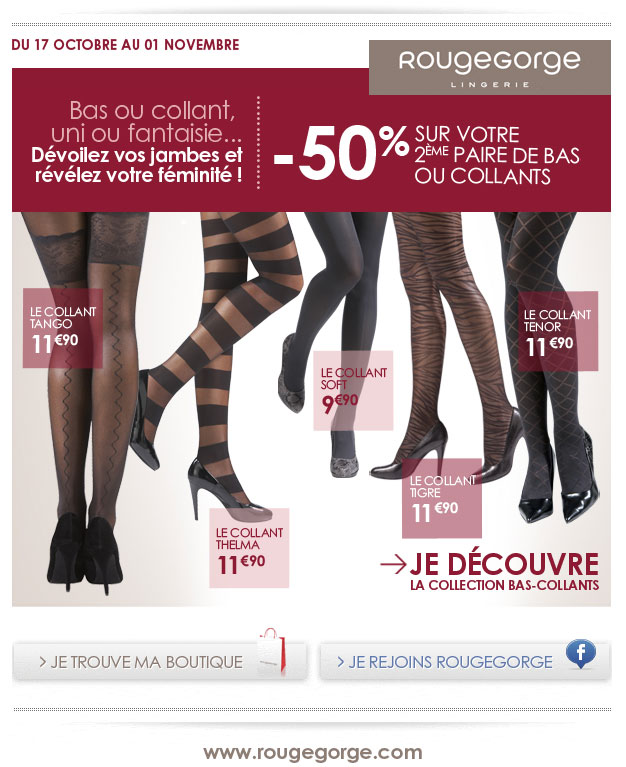 DU 17 OCTOBRE AU 01 NOVEMBRE
ROUGEGORGE
LINGERIE
Bas ou collant,
uni ou fantaisie...
Dévoilez vos jambes et
révélez votre féminité !
-50%
SUR VOTRE
2ÈME PAIRE DE BAS
OU COLLANTS
LE COLLANT
TANGO
11€90
LE COLLANT
TENOR
11€90
LE COLLANT
SOFT
9€90
LE COLLANT
TIGRE
11€90
LE COLLANT
THELMA
11€90
→JE DÉCOUVRE
LA COLLECTION BAS-COLLANTS
> JE TROUVE MA BOUTIQUE
> JE REJOINS ROUGEGORGE
f
www.rougegorge.com